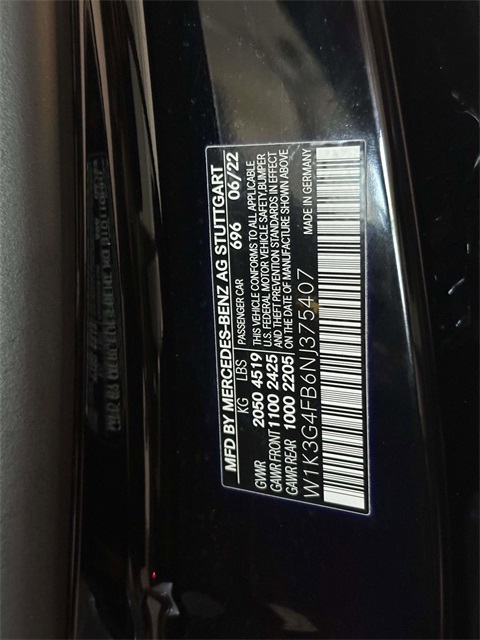 MFD BY MERCEDES-BENZ AG STUTTGART
PASSENGER CAR 696 06/22
KG LBS
GVWR 2050 4519
GAWR FRONT 1100 2425
GAWR REAR 1000 2205
THIS VEHICLE CONFORMS TO ALL APPLICABLE
U.S. FEDERAL MOTOR VEHICLE SAFETY,BUMPER
AND THEFT PREVENTION STANDARDS IN EFFECT
ON THE DATE OF MANUFACTURE SHOWN ABOVE
W1K3G4FB6NJ375407
MADE IN GERMANY